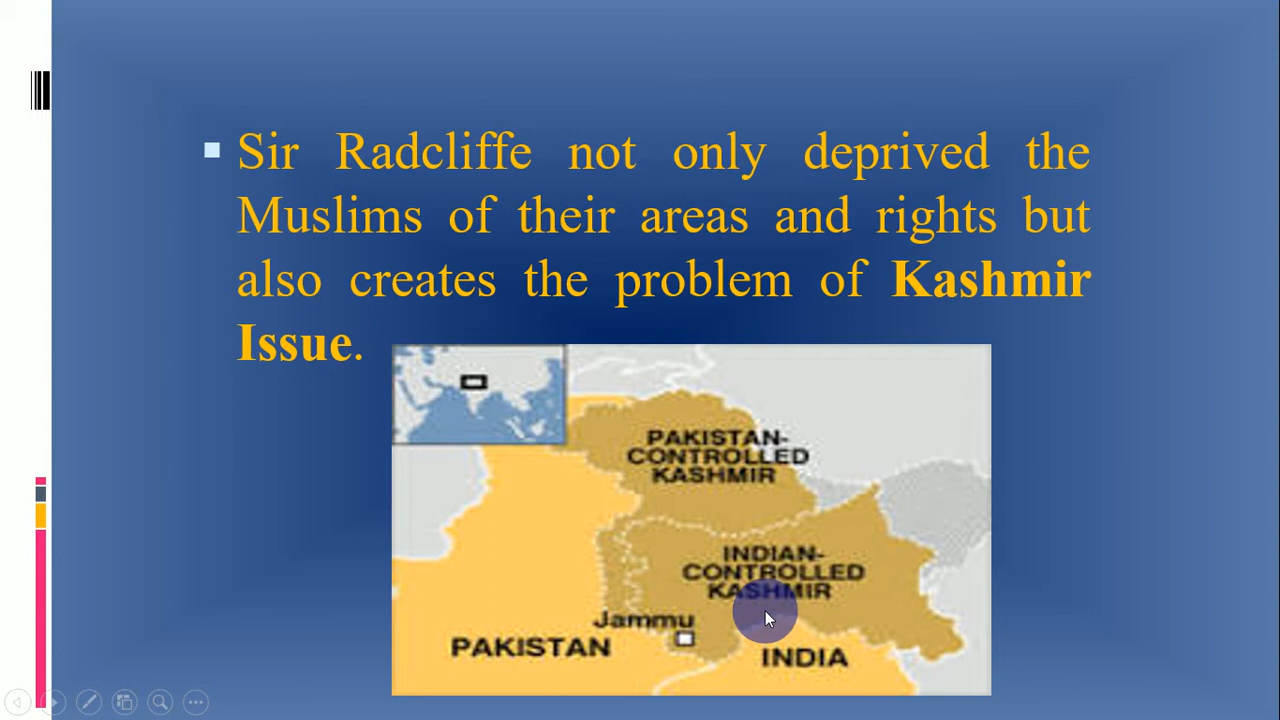 Sir Radcliffe not only deprived the
Muslims of their areas and rights but
also creates the problem of Kashmir
Issue.
PAKISTAN-
CONTROLLED
KASHMIR
INDIAN-
CONTROLLED
KASHMIR
Jammu
PAKISTAN
INDIA